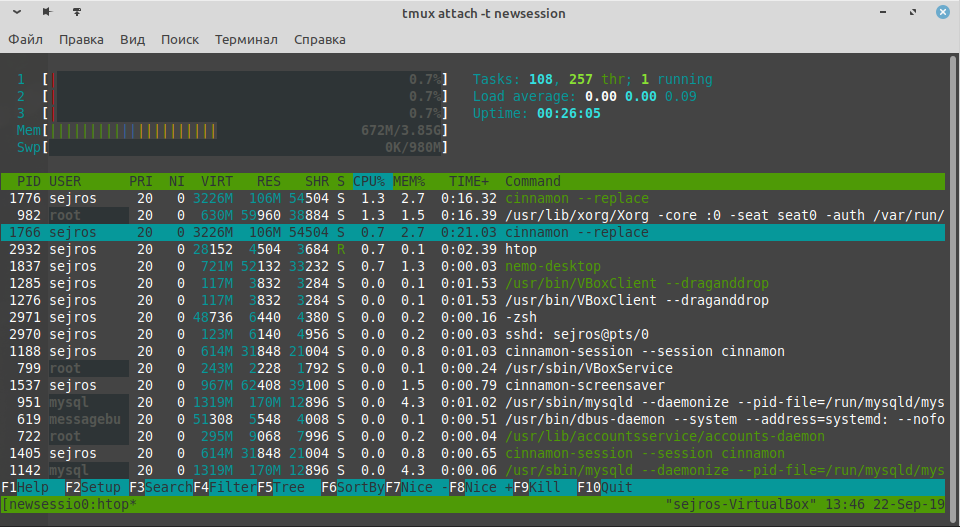 tmux attach -t newsession
Файл Правка Вид Поиск Терминал Справка
1 [ 0.7%] Tasks: 108, 257 thr; 1 running
2 [ 0.7%] Load average: 0.00 0.00 0.09
3 [ 0.7%] Uptime: 00:26:05
Mem[|||||||||||||||||||| 672M/3.85G]
Swp[ 0K/980M]
PID USER PRI NI VIRT RES SHR S CPU% MEM% TIME+ Command
1776 sejros 20 0 3226M 106M 54504 S 1.3 2.7 0:16.32 cinnamon --replace
982 root 20 0 630M 59960 38884 S 1.3 1.5 0:16.39 /usr/lib/xorg/Xorg -core :0 -seat seat0 -auth /var/run/
1766 sejros 20 0 3226M 106M 54504 S 0.7 2.7 0:21.03 cinnamon --replace
2932 sejros 20 0 28152 4504 3684 R 0.7 0.1 0:02.39 htop
1837 sejros 20 0 721M 52132 33232 S 0.7 1.3 0:00.03 nemo-desktop
1285 sejros 20 0 117M 3832 3284 S 0.0 0.1 0:01.53 /usr/bin/VBoxClient --draganddrop
1276 sejros 20 0 117M 3832 3284 S 0.0 0.1 0:01.53 /usr/bin/VBoxClient --draganddrop
2971 sejros 20 0 48736 6440 4380 S 0.0 0.2 0:00.16 -zsh
2970 sejros 20 0 123M 6140 4956 S 0.0 0.2 0:00.03 sshd: sejros@pts/0
1188 sejros 20 0 614M 31848 21004 S 0.0 0.8 0:01.03 cinnamon-session --session cinnamon
799 root 20 0 243M 2228 1792 S 0.0 0.1 0:00.24 /usr/sbin/VBoxService
1537 sejros 20 0 967M 62408 39100 S 0.0 1.5 0:00.79 cinnamon-screensaver
951 mysql 20 0 1319M 170M 12896 S 0.0 4.3 0:01.02 /usr/sbin/mysqld --daemonize --pid-file=/run/mysqld/mys
619 messagebu 20 0 51308 5548 4008 S 0.0 0.1 0:00.51 /usr/bin/dbus-daemon --system --address=systemd: --nofo
722 root 20 0 295M 9068 7996 S 0.0 0.2 0:00.04 /usr/lib/accountsservice/accounts-daemon
1405 sejros 20 0 614M 31848 21004 S 0.0 0.8 0:00.65 cinnamon-session --session cinnamon
1142 mysql 20 0 1319M 170M 12896 S 0.0 4.3 0:00.06 /usr/sbin/mysqld --daemonize --pid-file=/run/mysqld/mys
F1Help F2Setup F3SearchF4FilterF5Tree F6SortByF7Nice -F8Nice +F9Kill F10Quit
[newsessio0:htop* "sejros-VirtualBox" 13:46 22-Sep-19